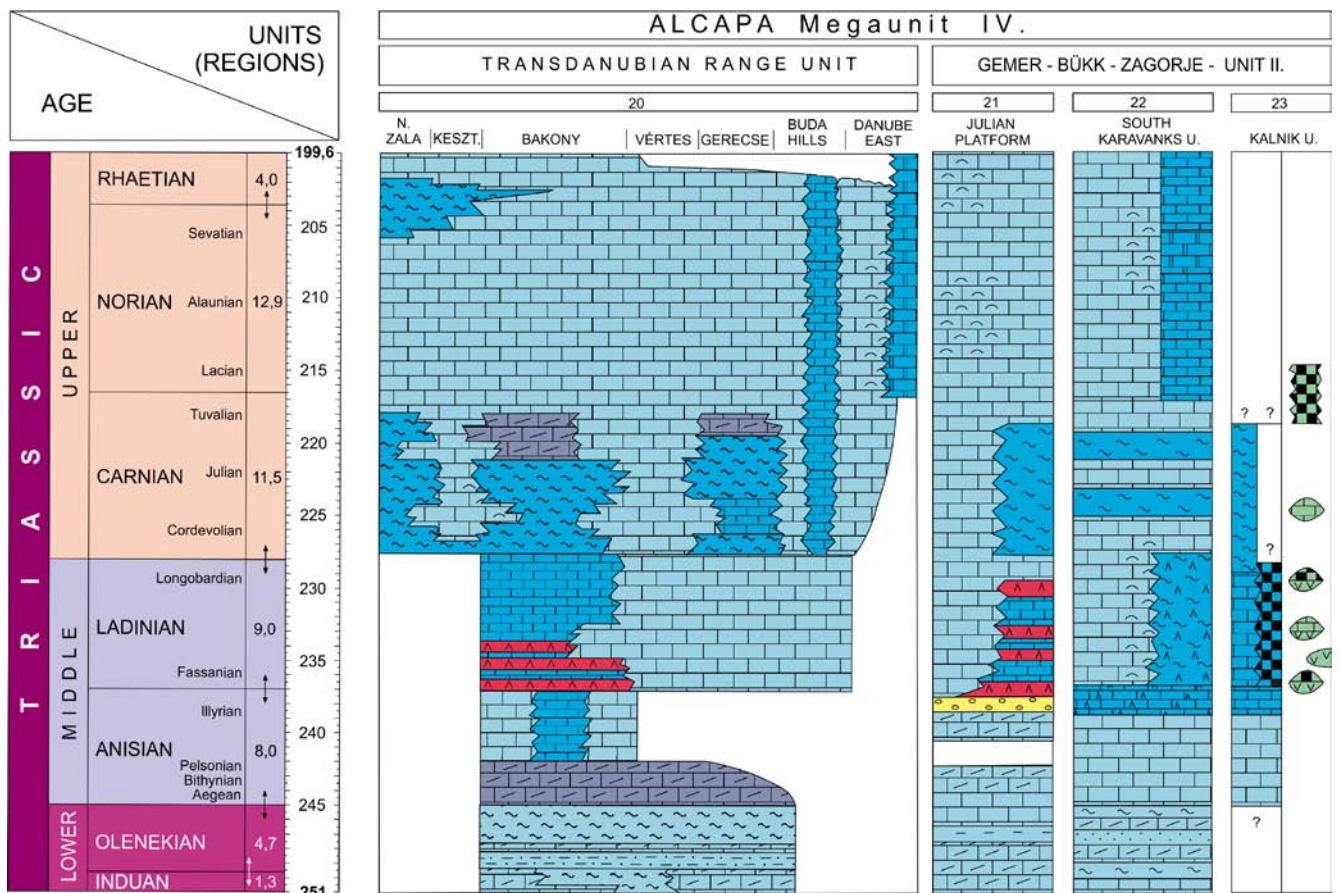 UNITS
(REGIONS)
AGE
ALCAPA Megaunit IV.
TRANSDANUBIAN RANGE UNIT
GEMER - BÜKK - ZAGORJE - UNIT II.
20
21
22
23
N.
ZALA
KESZT.
BAKONY
VÉRTES
GERECSE
BUDA
HILLS
DANUBE
EAST
JULIAN
PLATFORM
SOUTH
KARAVANKS U.
KALNIK U.
TRIASSIC
UPPER
MIDDLE
LOWER
RHAETIAN
4,0
Sevatian
NORIAN
Alaunian
12,9
Lacian
Tuvalian
CARNIAN
Julian
11,5
Cordevolian
Longobardian
LADINIAN
9,0
Fassanian
Illyrian
ANISIAN
8,0
Pelsonian
Bithynian
Aegean
OLENEKIAN
4,7
INDUAN
1,3
199,6
205
210
215
220
225
230
235
240
245
251
? ?
?
?